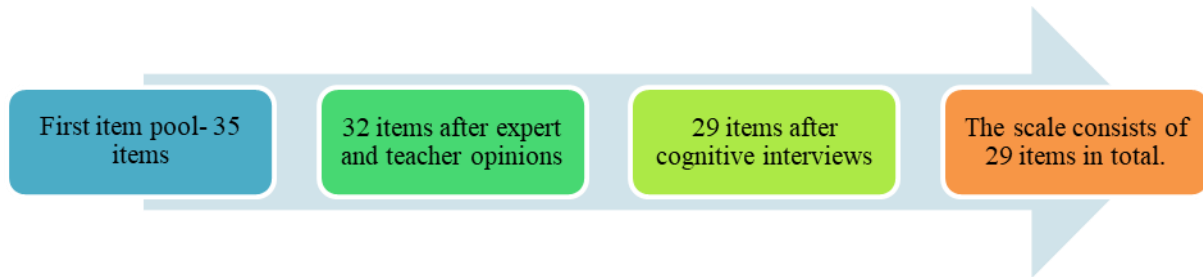 First item pool- 35
items
32 items after expert
and teacher opinions
29 items after
cognitive interviews
The scale consists of
29 items in total.